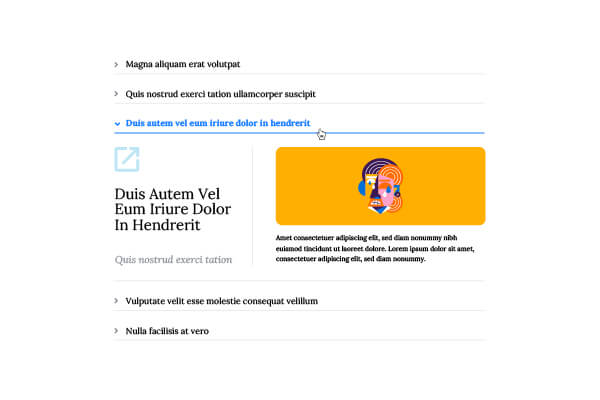 Magna aliquam erat volutpat
Quis nostrud exerci tation ullamcorper suscipit
Duis autem vel eum iriure dolor in hendrerit
Duis Autem Vel
Eum Iriure Dolor
In Hendrerit
Quis nostrud exerci tation
Amet consectetuer adipiscing elit, sed diam nonummy nibh
euismod tincidunt ut laoreet dolore. Lorem ipsum dolor sit amet,
consectetuer adipiscing elit, sed diam nonummy.
Vulputate velit esse molestie consequat velillum
Nulla facilisis at vero